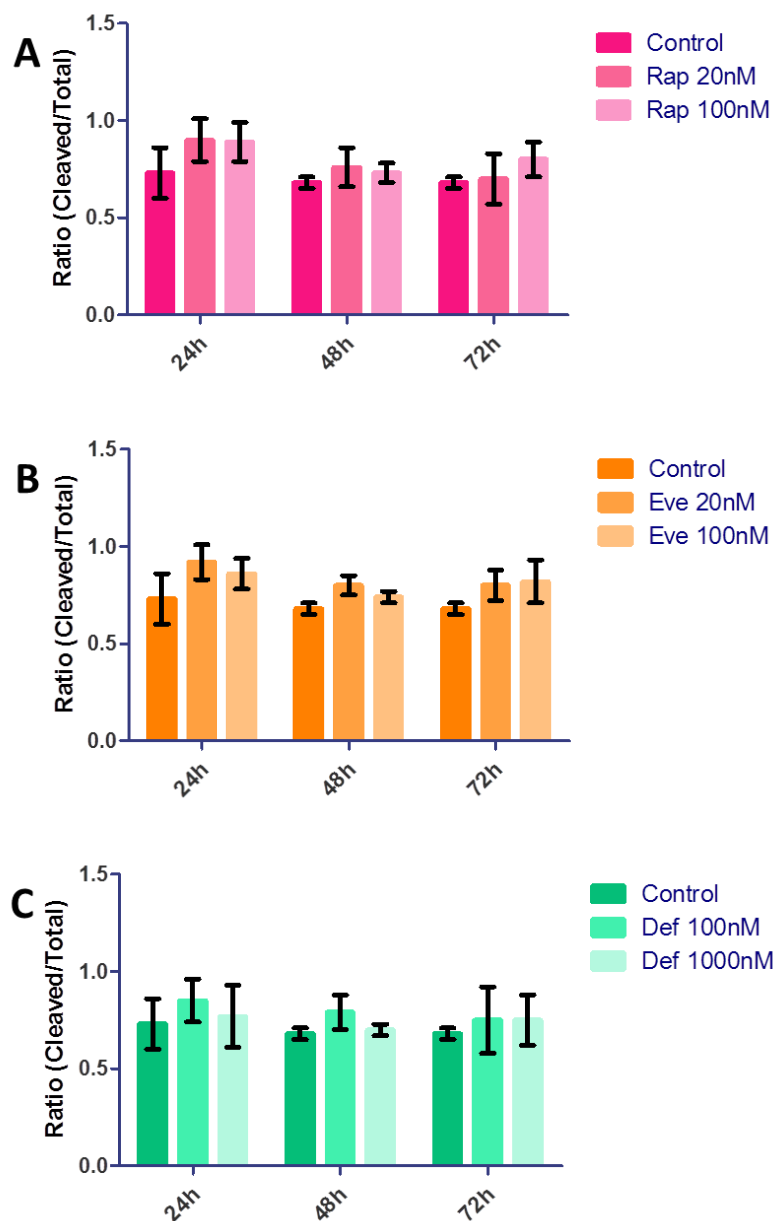 A
Ratio (Cleaved/Total)
1.5
1.0
0.5
0.0
24h
48h
72h
Control
Rap 20nM
Rap 100nM
B
Ratio (Cleaved/Total)
1.5
1.0
0.5
0.0
24h
48h
72h
Control
Eve 20nM
Eve 100nM
C
Ratio (Cleaved/Total)
1.5
1.0
0.5
0.0
24h
48h
72h
Control
Def 100nM
Def 1000nM